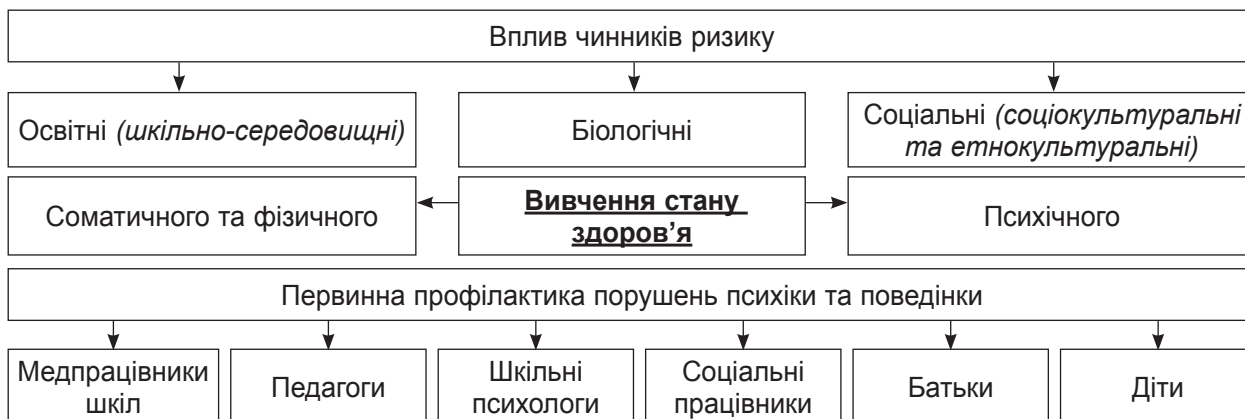 Вплив чинників ризику
Освітні (шкільно-середовищні)
Біологічні
Соціальні (соціокультуральні
та етнокультуральні)
Соматичного та фізичного
Вивчення стану
здоров’я
Психічного
Первинна профілактика порушень психіки та поведінки
Медпрацівники
шкіл
Педагоги
Шкільні
психологи
Соціальні
працівники
Батьки
Діти